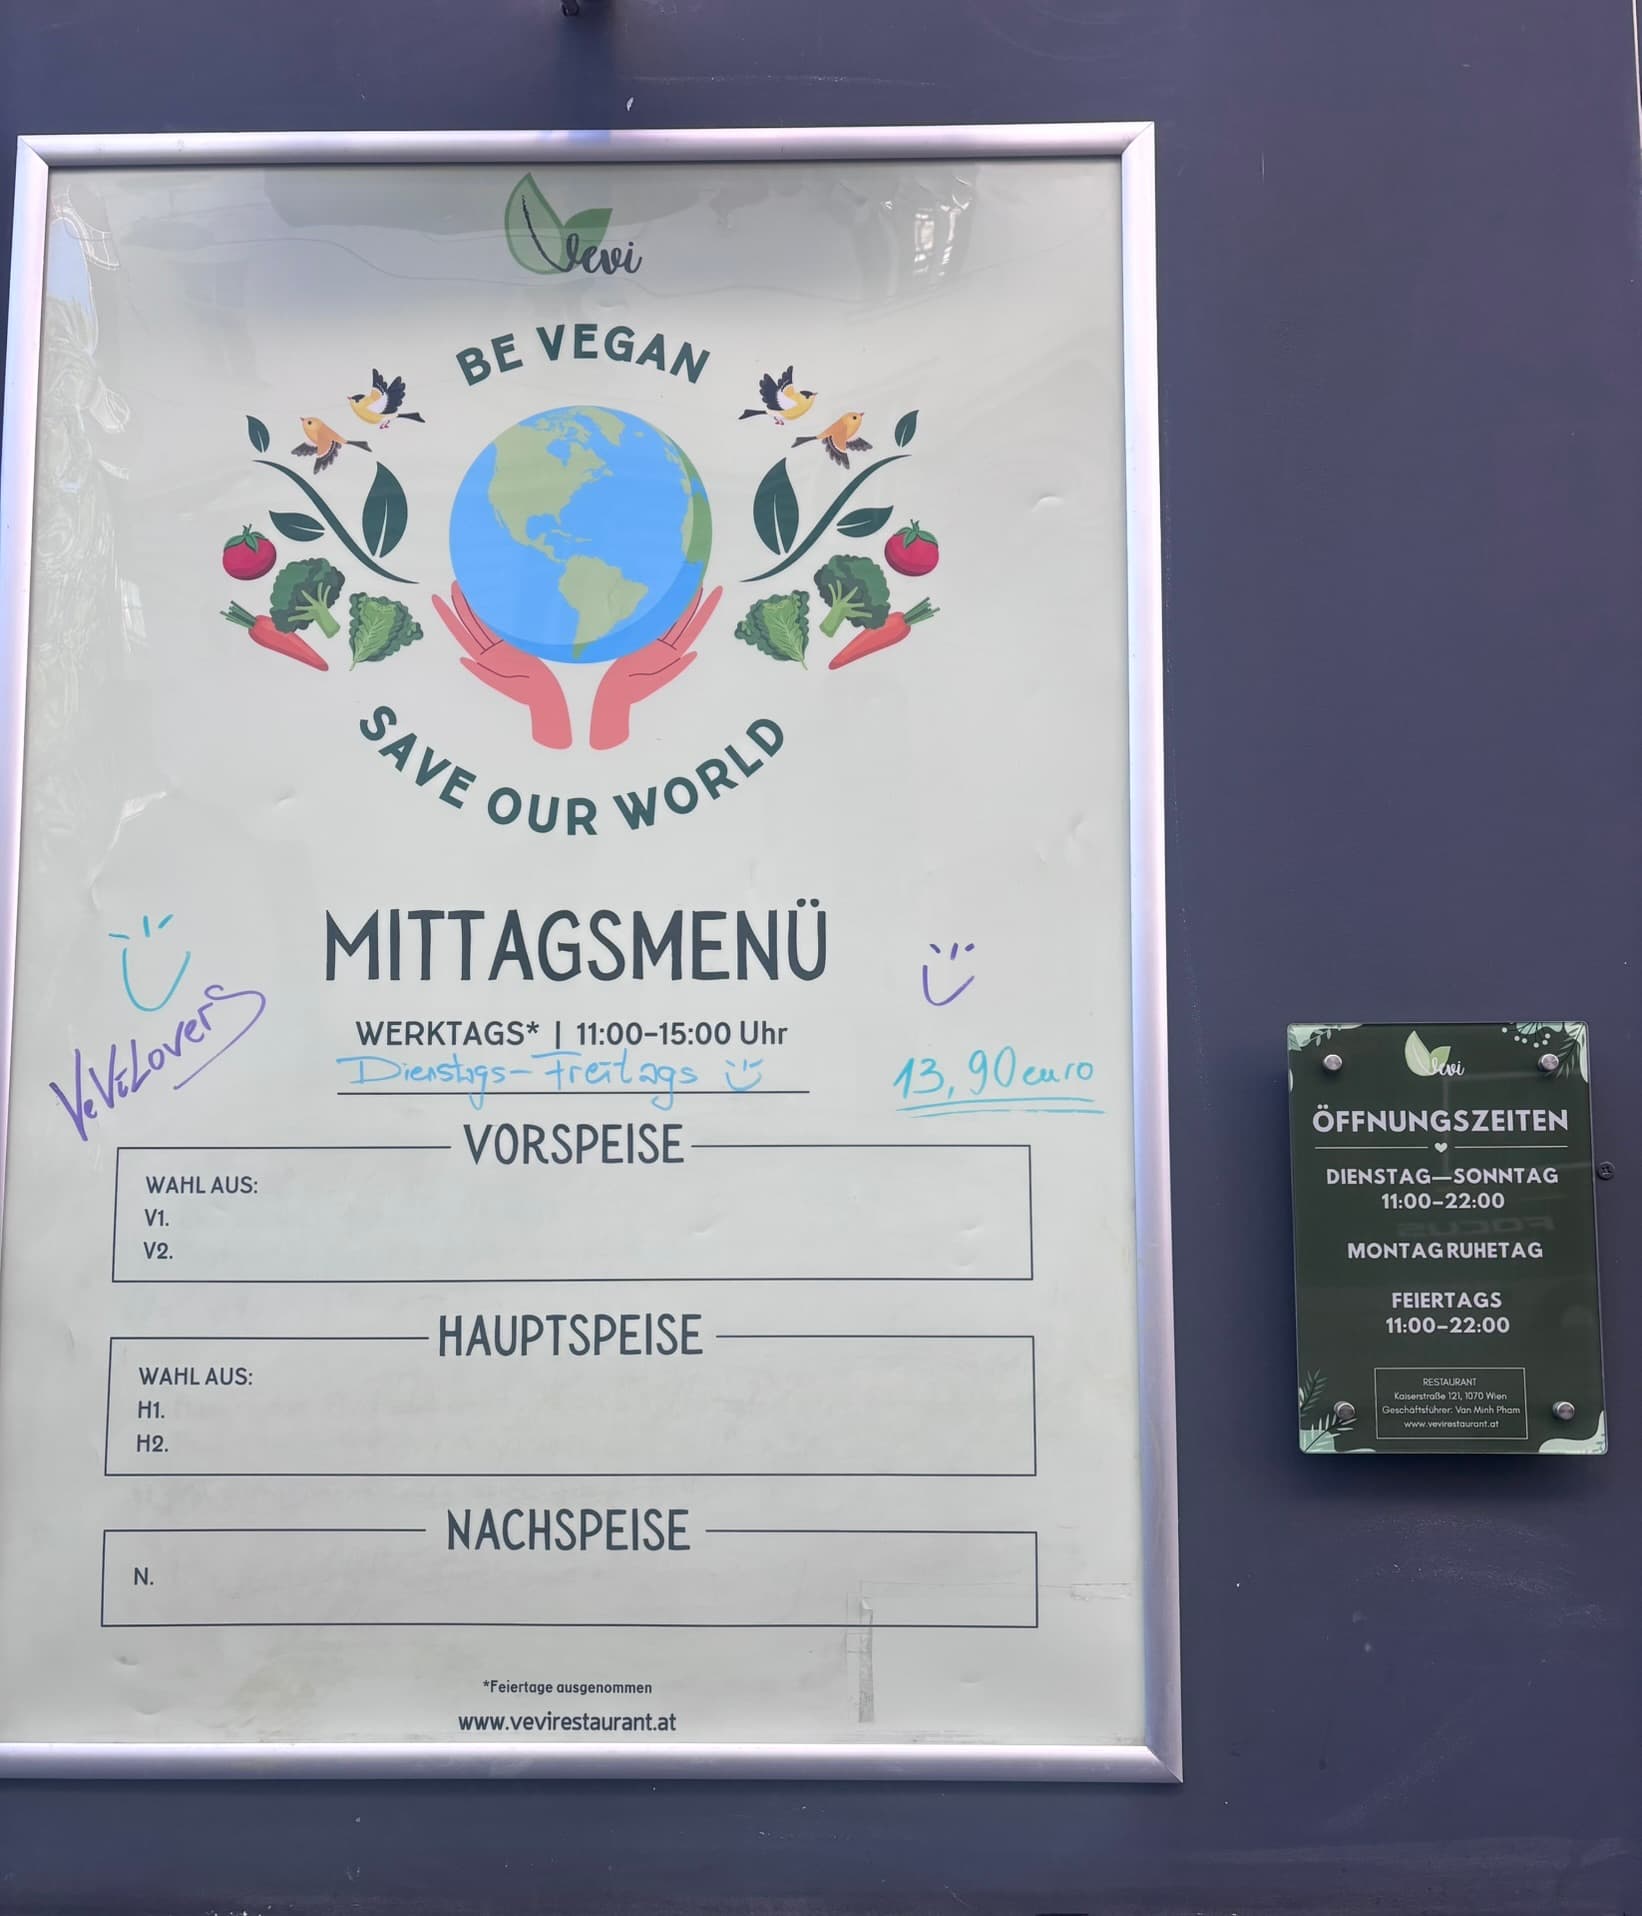 Vevi
BE VEGAN
SAVE OUR WORLD
MITTAGSMENÜ
WERKTAGS* | 11:00-15:00 Uhr
Dienstags-Freitags
13,90 euro
VeViLovers
VORSPEISE
WAHL AUS:
V1.
V2.
HAUPTSPEISE
WAHL AUS:
H1.
H2.
NACHSPEISE
N.
*Feiertage ausgenommen
www.vevirestaurant.at
Vevi
ÖFFNUNGSZEITEN
DIENSTAG—SONNTAG
11:00-22:00
MONTAG RUHETAG
FEIERTAGS
11:00-22:00
RESTAURANT
Kaiserstraße 121, 1070 Wien
Geschäftsführer: Van Minh Pham
www.vevirestaurant.at